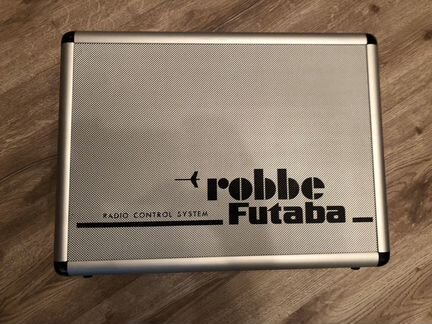 robbe
RADIO CONTROL SYSTEM Futaba